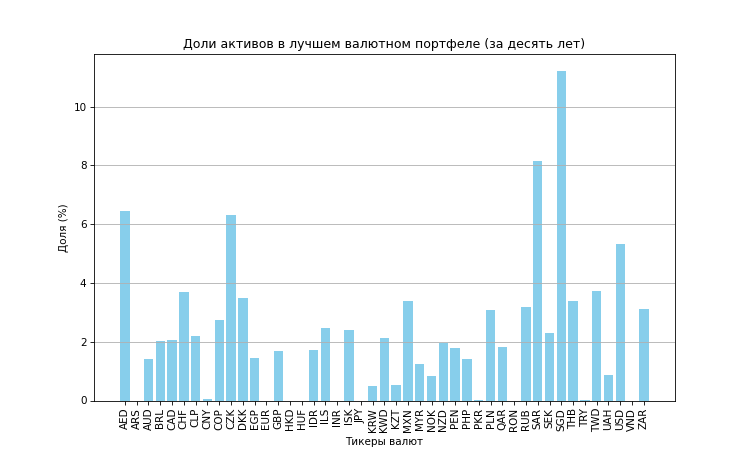 Доли активов в лучшем валютном портфеле (за десять лет)
Доля (%)
10
8
6
4
2
0
AED ARS AUD BRL CAD CHF CLP CNY COP CZK DKK EGP EUR GBP HKD HUF IDR ILS INR ISK JPY KRW KWD KZT MXN MYR NOK NZD PEN PHP PKR PLN QAR RON RUB SAR SEK SGD THB TRY TWD UAH USD VND ZAR
Тикеры валют